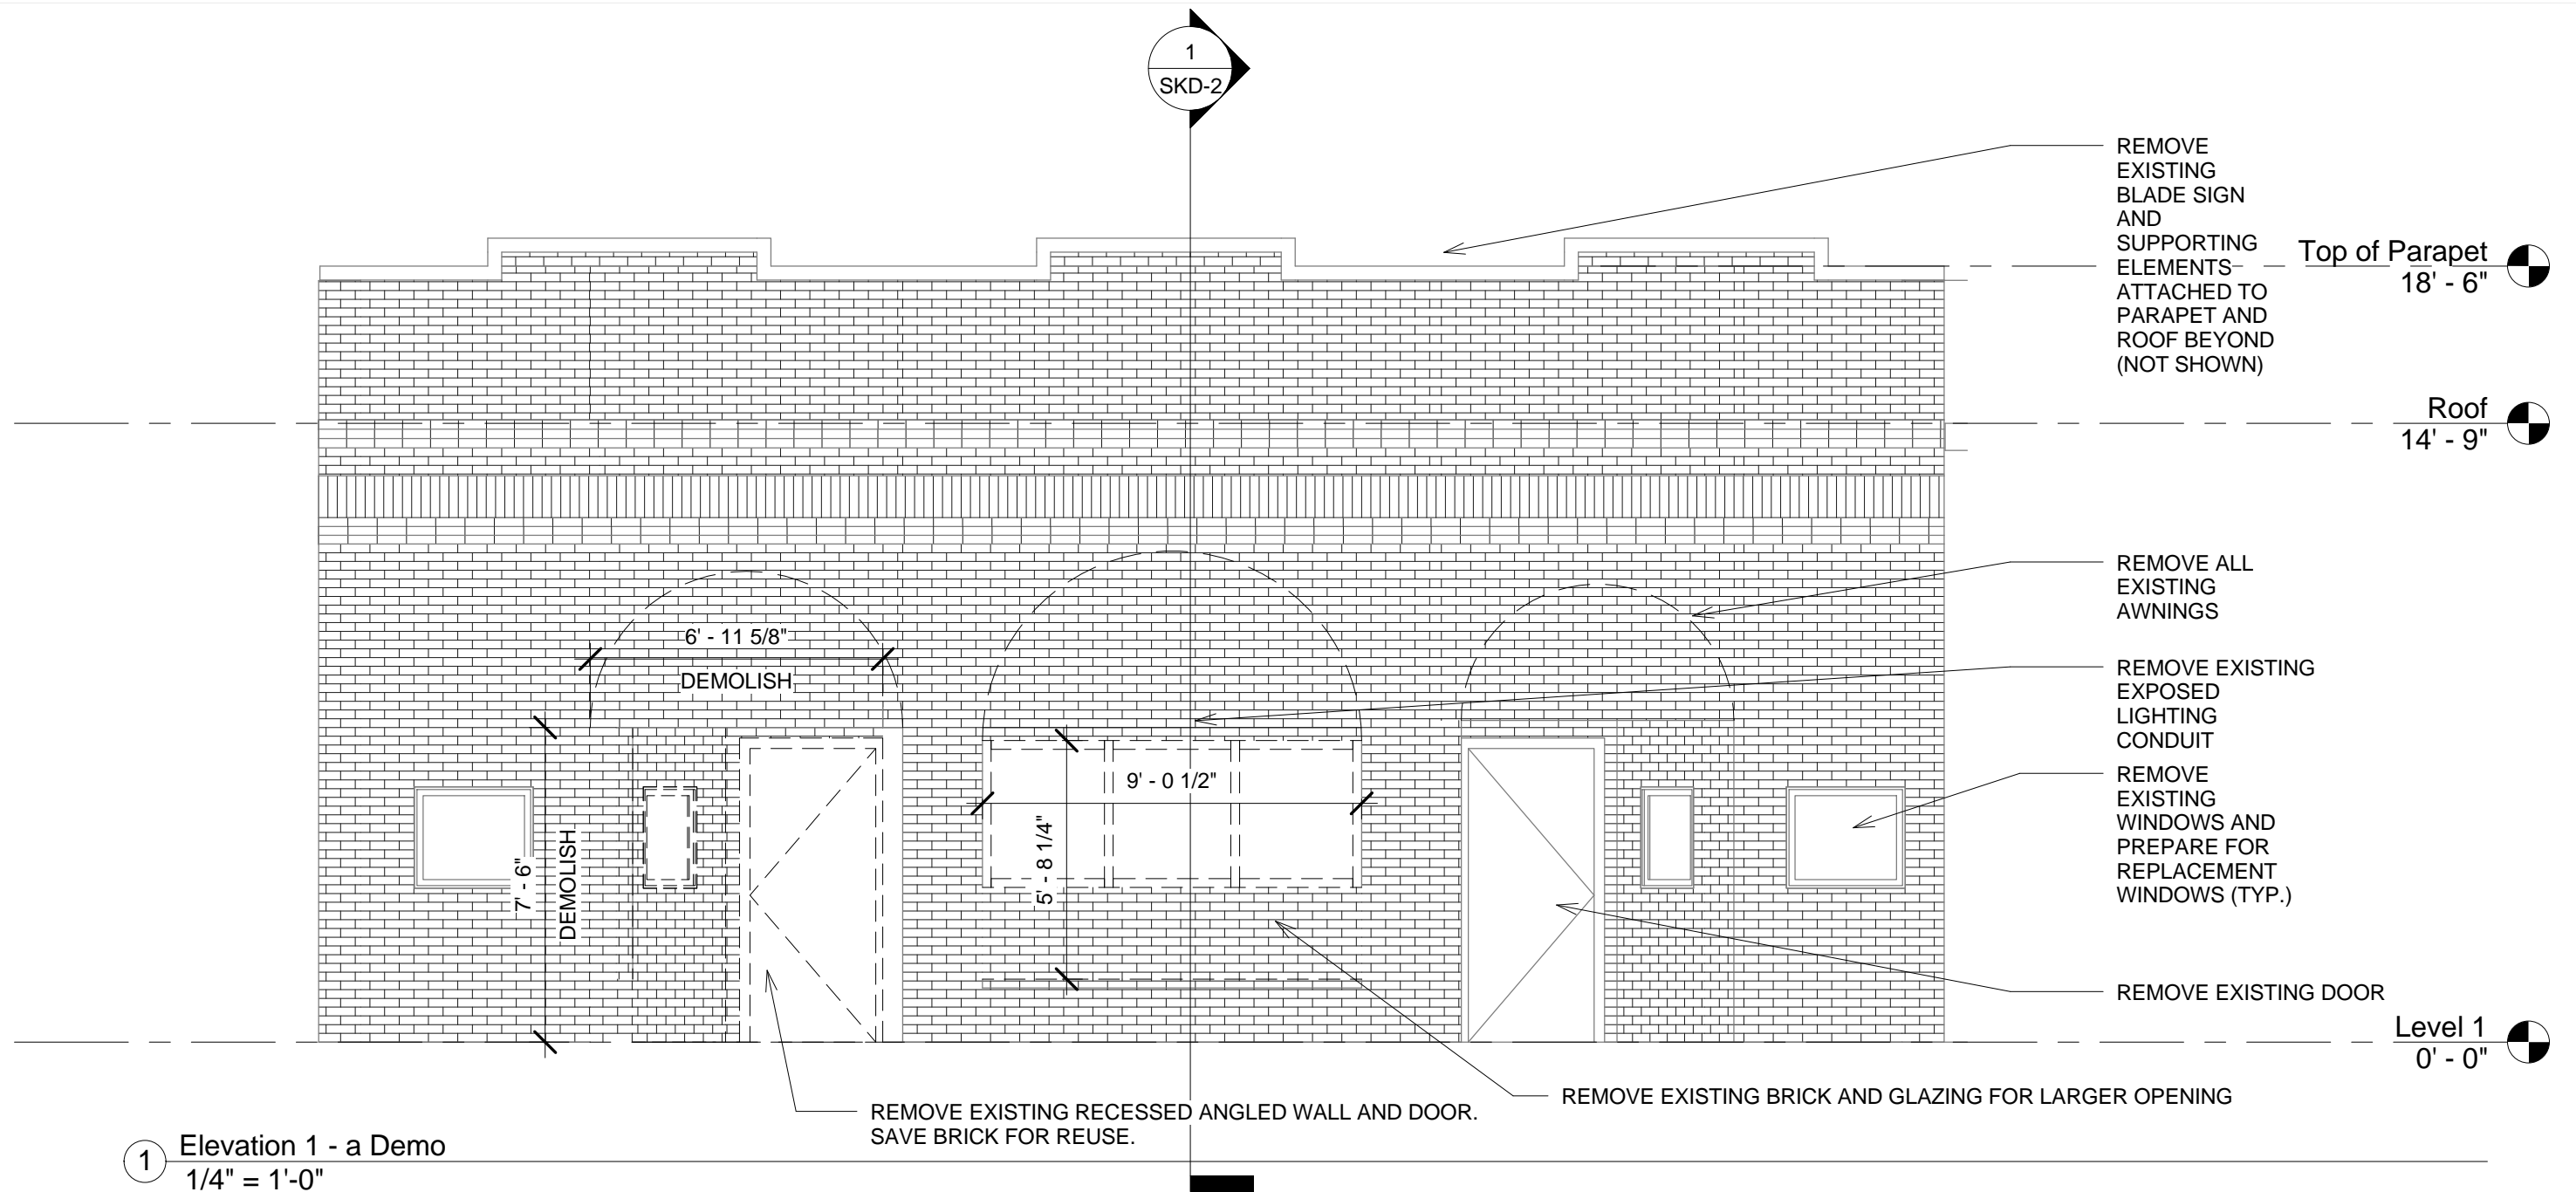 1
SKD-2
REMOVE
EXISTING
BLADE SIGN
AND
SUPPORTING
ELEMENTS
ATTACHED TO
PARAPET AND
ROOF BEYOND
(NOT SHOWN)
Top of Parapet
18' - 6"
Roof
14' - 9"
REMOVE ALL
EXISTING
AWNINGS
6' - 11 5/8"
DEMOLISH
REMOVE EXISTING
EXPOSED
LIGHTING
CONDUIT
9' - 0 1/2"
5' - 8 1/4"
7' - 6"
DEMOLISH
REMOVE
EXISTING
WINDOWS AND
PREPARE FOR
REPLACEMENT
WINDOWS (TYP.)
REMOVE EXISTING DOOR
Level 1
0' - 0"
REMOVE EXISTING BRICK AND GLAZING FOR LARGER OPENING
REMOVE EXISTING RECESSED ANGLED WALL AND DOOR.
SAVE BRICK FOR REUSE.
1
Elevation 1 - a Demo
1/4" = 1'-0"